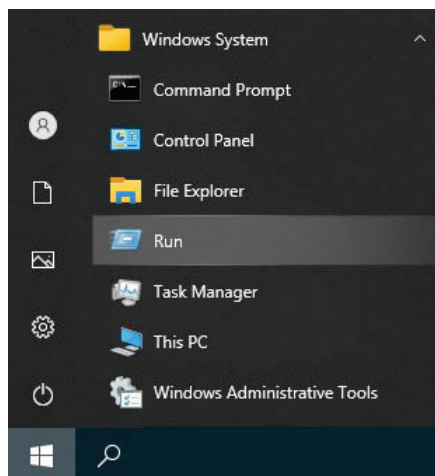 Windows System
Command Prompt
Control Panel
File Explorer
Run
Task Manager
This PC
Windows Administrative Tools